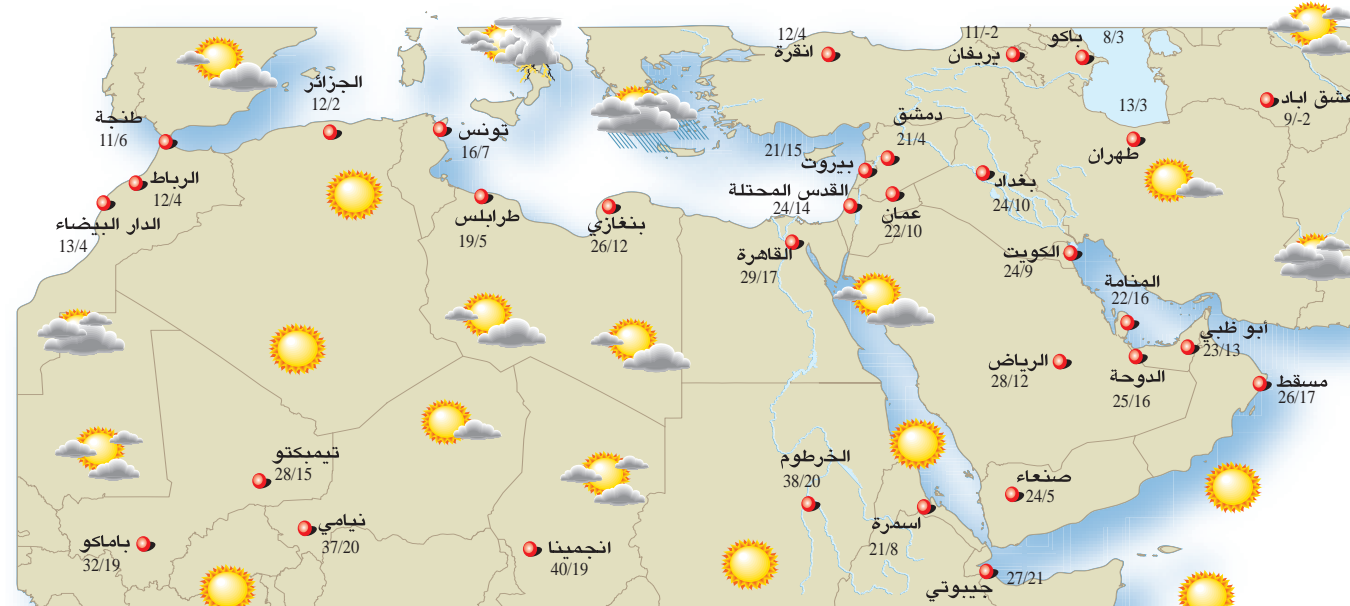 الجزائر
12/2
طنجة
11/6
الرباط
12/4
الدار البيضاء
13/4
تونس
16/7
طرابلس
19/5
بنغازي
26/12
12/4
انقرة
11/-2
يريفان
باكو
8/3
عشق اباد
9/-2
13/3
طهران
دمشق
21/4
21/15
بيروت
القدس المحتلة
24/14
عمان
22/10
بغداد
24/10
القاهرة
29/17
الكويت
24/9
المنامة
22/16
أبو ظبي
23/13
الرياض
28/12
الدوحة
25/16
مسقط
26/17
تيمبكتو
28/15
نيامي
37/20
باماكو
32/19
انجمينا
40/19
الخرطوم
38/20
اسمرة
21/8
صنعاء
24/5
جيبوتي
27/21